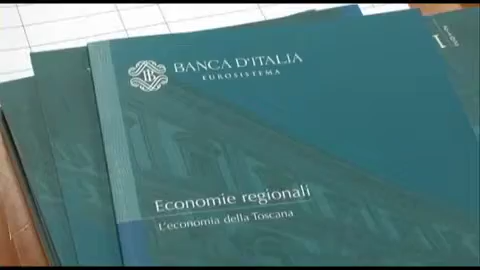 BANCA D'ITALIA
EUROSISTEMA
Economie regionali
L'economia della Toscana